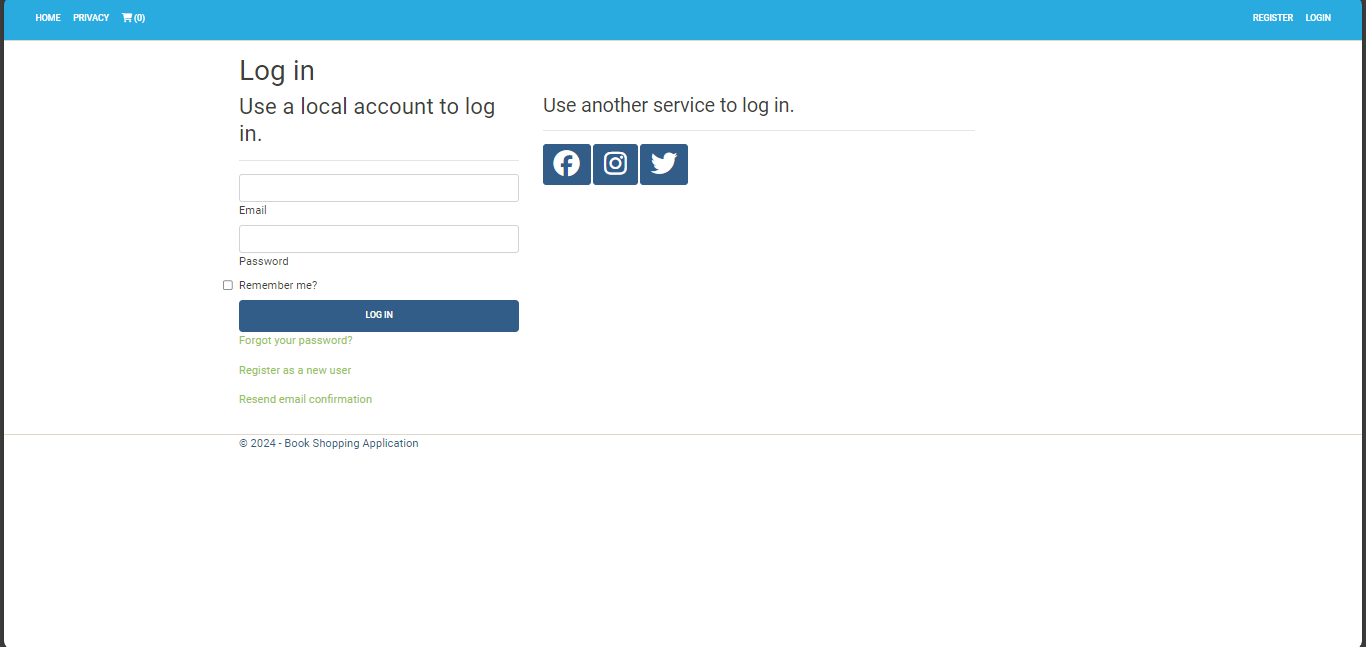 HOME PRIVACY (0) REGISTER LOGIN
Log in
Use a local account to log
in.
Use another service to log in.
Email
Password
Remember me?
LOG IN
Forgot your password?
Register as a new user
Resend email confirmation
© 2024 - Book Shopping Application